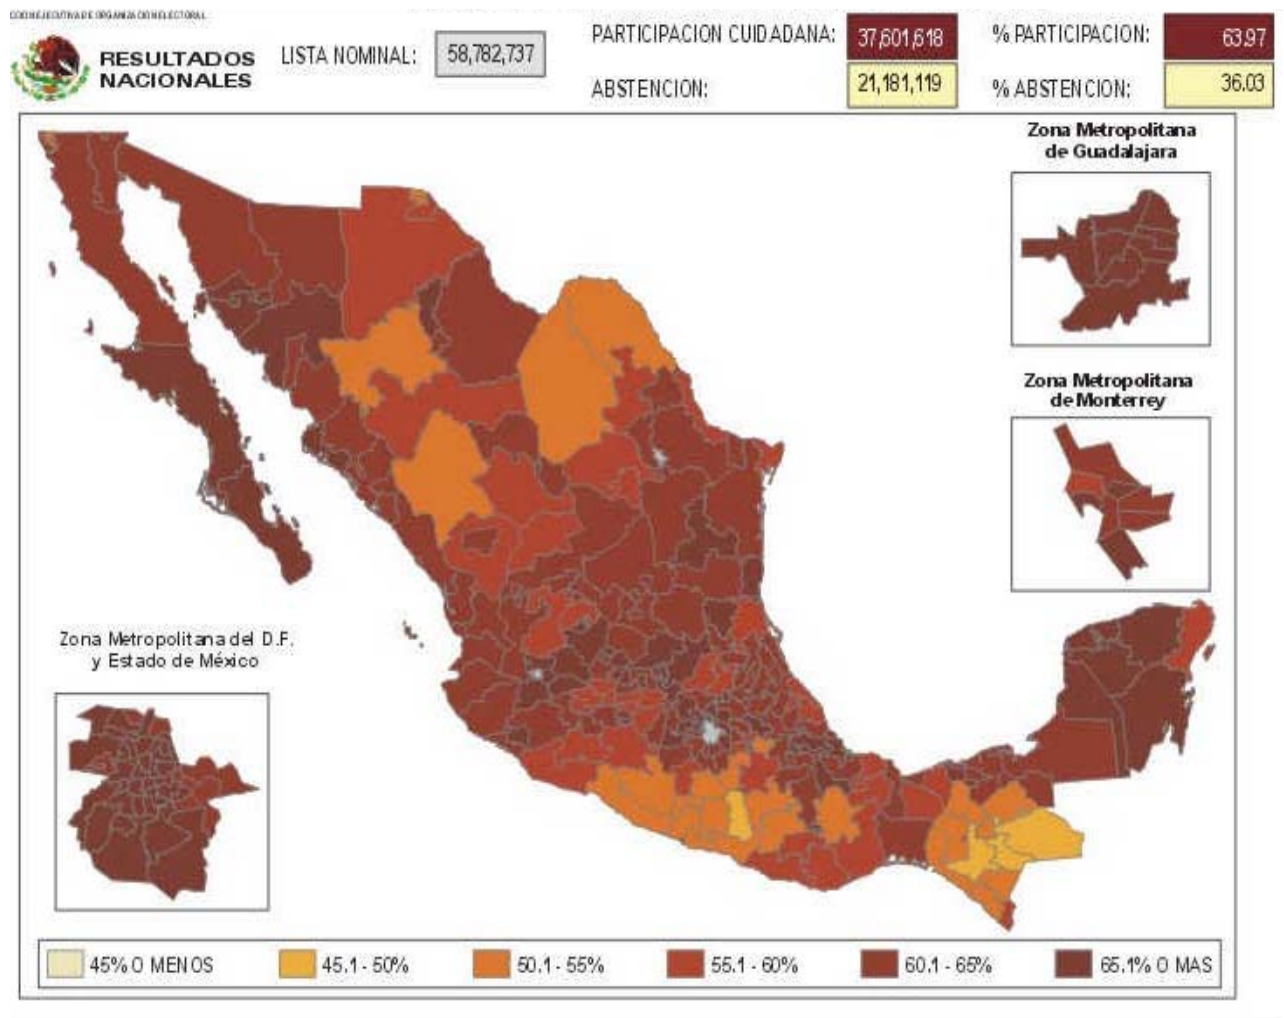 RESULTADOS
NACIONALES
LISTA NOMINAL:
58,782,737
PARTICIPACION CUIDADANA:
37,601,618
% PARTICIPACION:
63.97
ABSTENCION:
21,181,119
% ABSTENCION:
36.03
Zona Metropolitana
de Guadalajara
Zona Metropolitana
de Monterrey
Zona Metropolitana del D.F.
y Estado de México
45% O MENOS
45.1 - 50%
50.1 - 55%
55.1 - 60%
60.1 - 65%
65.1% O MAS